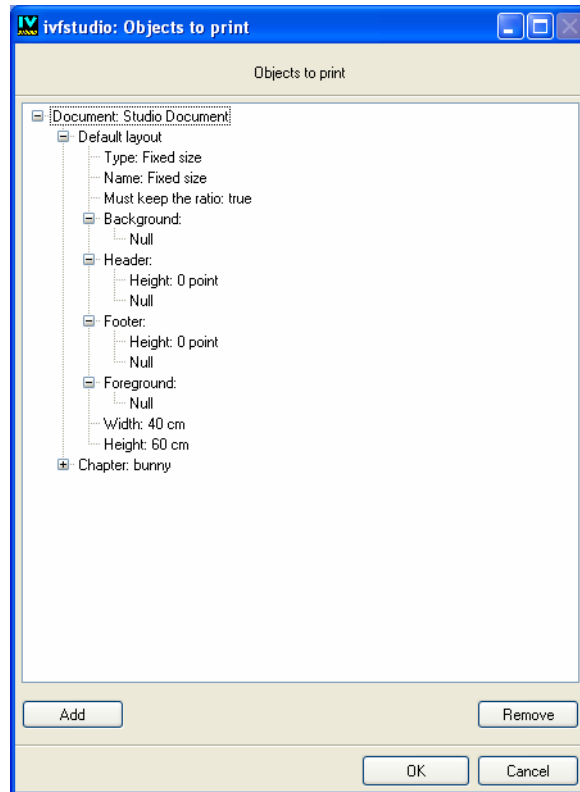 IV
ivfstudio: Objects to print
Objects to print
Document: Studio Document
Default layout
Type: Fixed size
Name: Fixed size
Must keep the ratio: true
Background:
Null
Header:
Height: 0 point
Null
Footer:
Height: 0 point
Null
Foreground:
Null
Width: 40 cm
Height: 60 cm
Chapter: bunny
Add
Remove
OK
Cancel